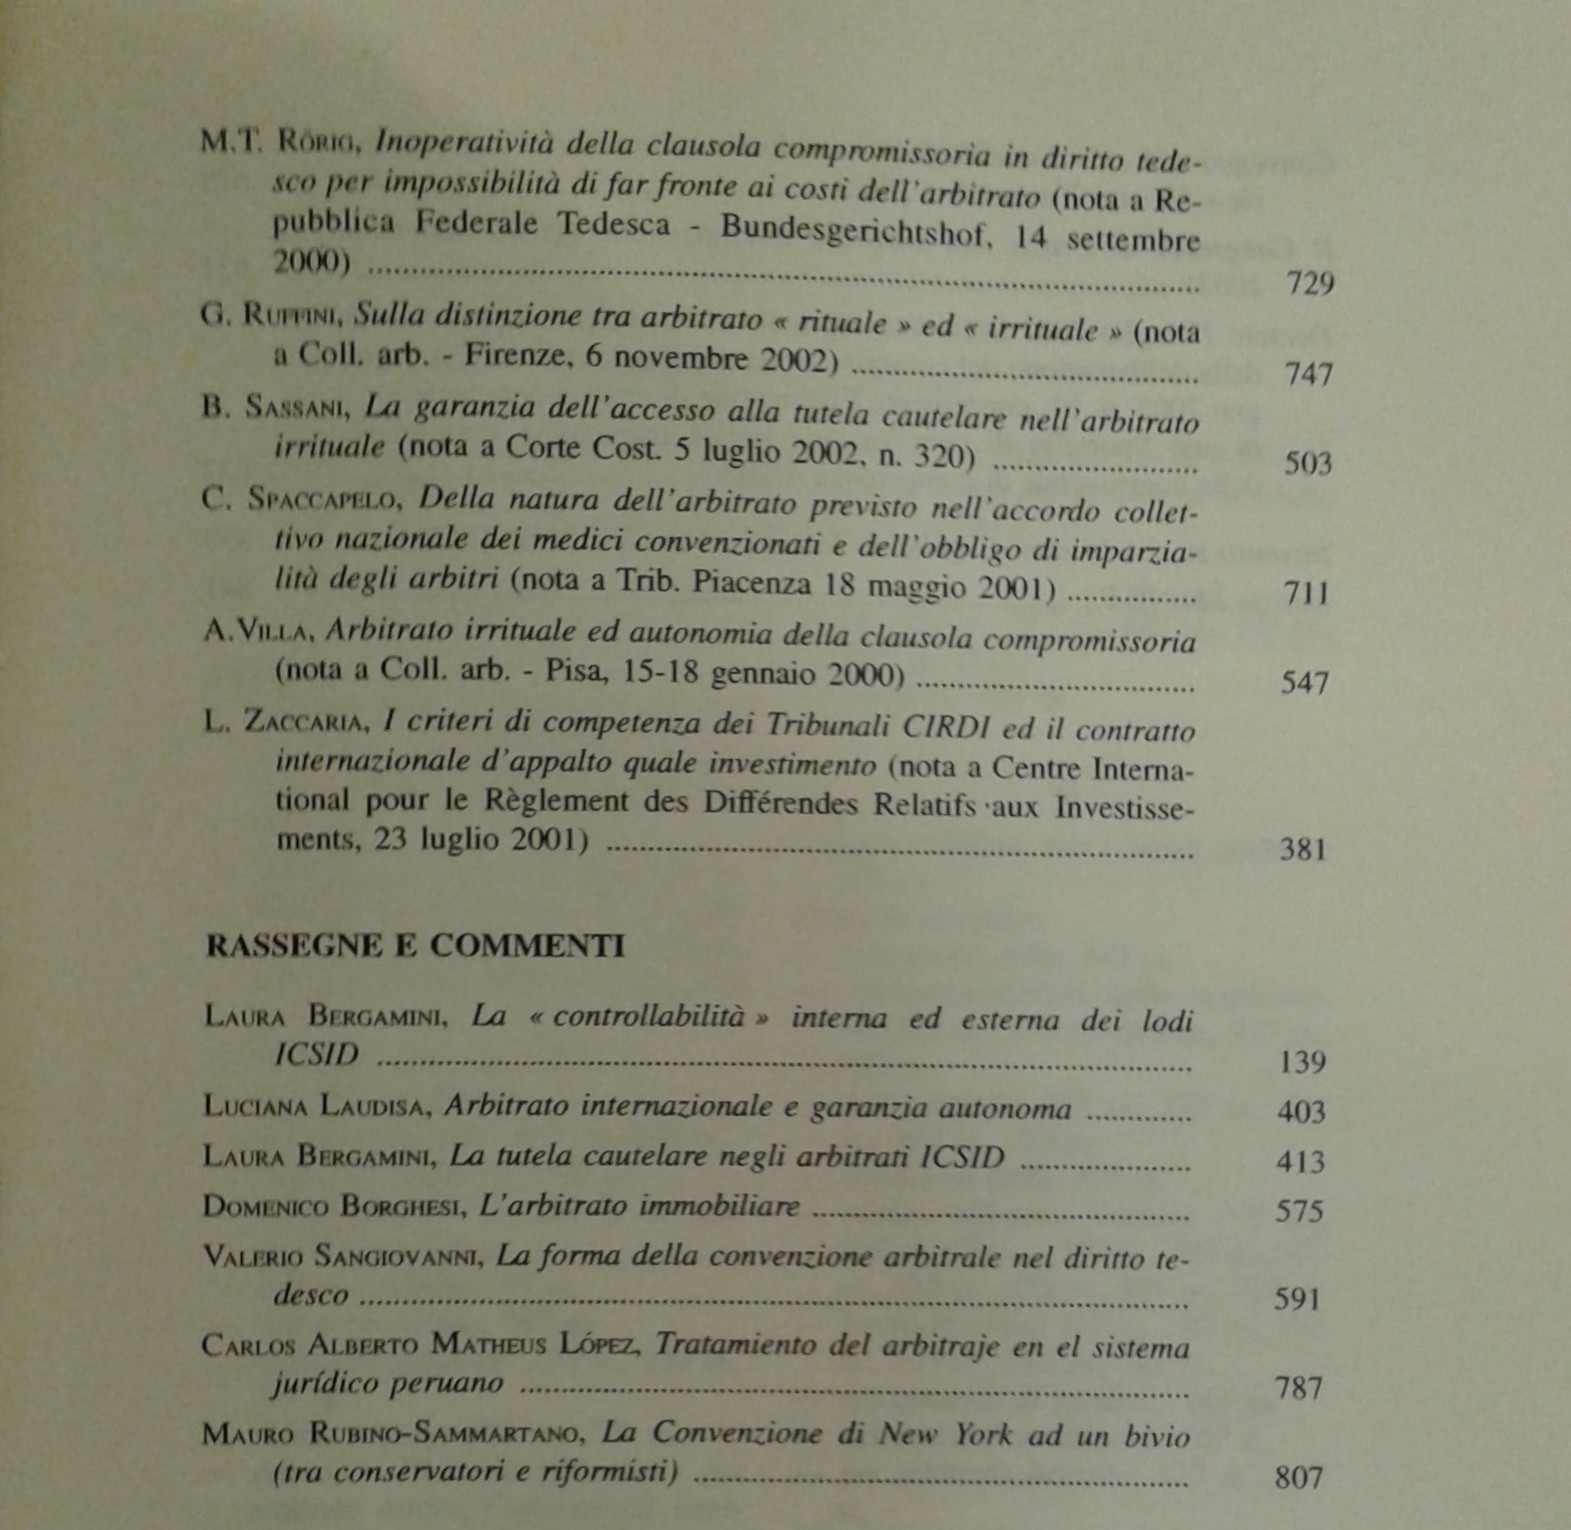 M.T. RÖRIG, Inoperatività della clausola compromissoria in diritto tede-
sco per impossibilità di far fronte ai costi dell'arbitrato (nota a Re-
pubblica Federale Tedesca - Bundesgerichtshof, 14 settembre
2000) ........ 729
G. RUFFINI, Sulla distinzione tra arbitrato « rituale » ed « irrituale » (nota
a Coll. arb. - Firenze, 6 novembre 2002) ........ 747
B. SASSANI, La garanzia dell'accesso alla tutela cautelare nell'arbitrato
irrituale (nota a Corte Cost. 5 luglio 2002, n. 320) ........ 503
C. SPACCAPELO, Della natura dell'arbitrato previsto nell'accordo collet-
tivo nazionale dei medici convenzionati e dell'obbligo di imparzia-
lità degli arbitri (nota a Trib. Piacenza 18 maggio 2001) ........ 711
A.VILLA, Arbitrato irrituale ed autonomia della clausola compromissoria
(nota a Coll. arb. - Pisa, 15-18 gennaio 2000) ........ 547
L. ZACCARIA, I criteri di competenza dei Tribunali CIRDI ed il contratto
internazionale d'appalto quale investimento (nota a Centre Interna-
tional pour le Règlement des Différendes Relatifs aux Investisse-
ments, 23 luglio 2001) ........ 381
RASSEGNE E COMMENTI
LAURA BERGAMINI, La « controllabilità » interna ed esterna dei lodi
ICSID ........ 139
LUCIANA LAUDISA, Arbitrato internazionale e garanzia autonoma ........ 403
LAURA BERGAMINI, La tutela cautelare negli arbitrati ICSID ........ 413
DOMENICO BORGHESI, L'arbitrato immobiliare ........ 575
VALERIO SANGIOVANNI, La forma della convenzione arbitrale nel diritto te-
desco ........ 591
CARLOS ALBERTO MATHEUS LÓPEZ, Tratamiento del arbitraje en el sistema
jurídico peruano ........ 787
MAURO RUBINO-SAMMARTANO, La Convenzione di New York ad un bivio
(tra conservatori e riformisti) ........ 807